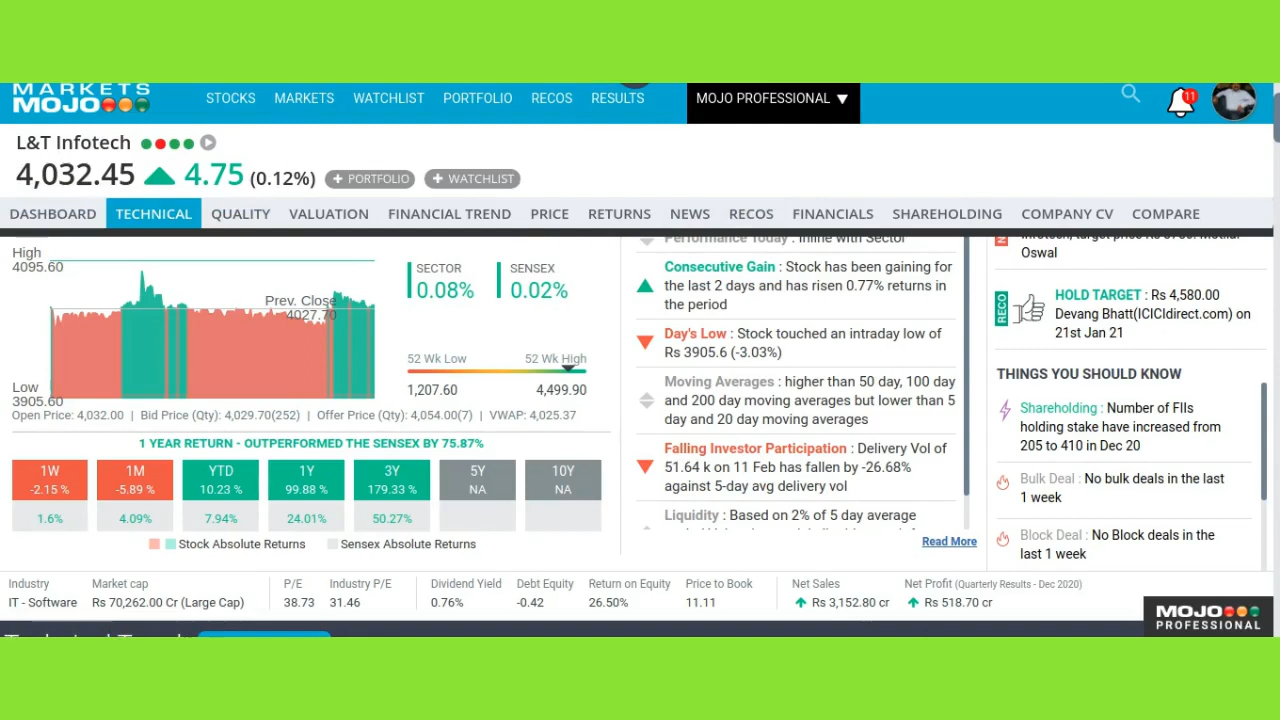 MARKETS
MOJO
STOCKS MARKETS WATCHLIST PORTFOLIO RECOS RESULTS
MOJO PROFESSIONAL ▼
11
L&T Infotech
4,032.45 4.75 (0.12%) + PORTFOLIO + WATCHLIST
DASHBOARD TECHNICAL QUALITY VALUATION FINANCIAL TREND PRICE RETURNS NEWS RECOS FINANCIALS SHAREHOLDING COMPANY CV COMPARE
High
4095.60
Prev. Close
4027.70
Low
3905.60
SECTOR
0.08%
SENSEX
0.02%
52 Wk Low 52 Wk High
1,207.60 4,499.90
Open Price: 4,032.00 | Bid Price (Qty): 4,029.70(252) | Offer Price (Qty): 4,054.00(7) | VWAP: 4,025.37
1 YEAR RETURN - OUTPERFORMED THE SENSEX BY 75.87%
1W 1M YTD 1Y 3Y 5Y 10Y
-2.15 % -5.89 % 10.23 % 99.88 % 179.33 % NA NA
1.6% 4.09% 7.94% 24.01% 50.27%
Stock Absolute Returns Sensex Absolute Returns
Performance Today : Inline with Sector
Consecutive Gain : Stock has been gaining for
the last 2 days and has risen 0.77% returns in
the period
Day's Low : Stock touched an intraday low of
Rs 3905.6 (-3.03%)
Moving Averages : higher than 50 day, 100 day
and 200 day moving averages but lower than 5
day and 20 day moving averages
Falling Investor Participation : Delivery Vol of
51.64 k on 11 Feb has fallen by -26.68%
against 5-day avg delivery vol
Liquidity : Based on 2% of 5 day average
Read More
Oswal
RECO
HOLD TARGET : Rs 4,580.00
Devang Bhatt(ICICIdirect.com) on
21st Jan 21
THINGS YOU SHOULD KNOW
Shareholding : Number of FIIs
holding stake have increased from
205 to 410 in Dec 20
Bulk Deal : No bulk deals in the last
1 week
Block Deal : No Block deals in the
last 1 week
Industry Market cap P/E Industry P/E Dividend Yield Debt Equity Return on Equity Price to Book Net Sales Net Profit (Quarterly Results - Dec 2020)
IT - Software Rs 70,262.00 Cr (Large Cap) 38.73 31.46 0.76% -0.42 26.50% 11.11 Rs 3,152.80 cr Rs 518.70 cr
MOJO
PROFESSIONAL